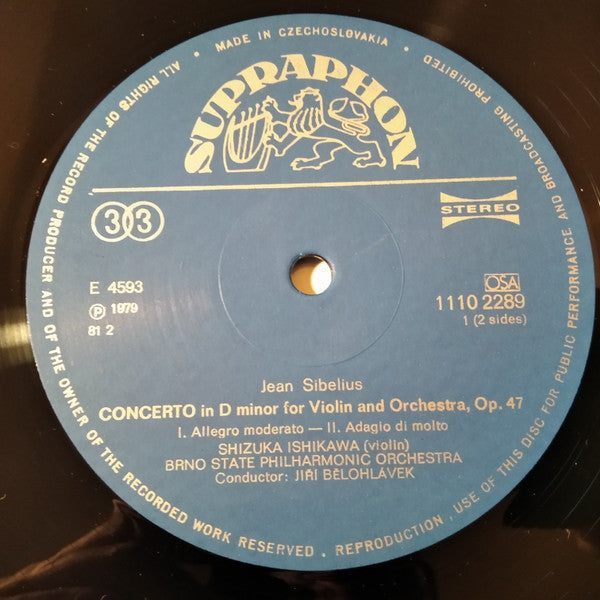 ALL RIGHTS OF THE RECORD PRODUCER AND OF THE OWNER OF THE RECORDED WORK RESERVED . REPRODUCTION , USE OF THIS DISC FOR PUBLIC PERFORMANCE AND BROADCASTING PROHIBITED
• MADE IN CZECHOSLOVAKIA •
SUPRAPHON
33
STEREO
E 4593
Ⓟ 1979
81 2
OSA
1110 2289
1 (2 sides)
Jean Sibelius
CONCERTO in D minor for Violin and Orchestra, Op. 47
I. Allegro moderato — II. Adagio di molto
SHIZUKA ISHIKAWA (violin)
BRNO STATE PHILHARMONIC ORCHESTRA
Conductor: JIŘÍ BĚLOHLÁVEK